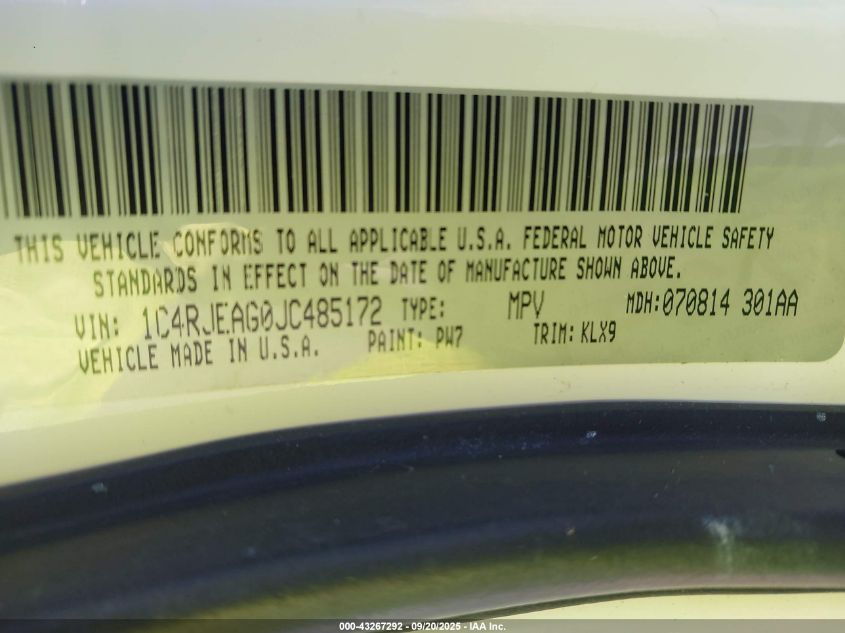 THIS VEHICLE CONFORMS TO ALL APPLICABLE U.S.A. FEDERAL MOTOR VEHICLE SAFETY
STANDARDS IN EFFECT ON THE DATE OF MANUFACTURE SHOWN ABOVE.
VIN: 1C4RJEAG0JC485172 TYPE: MPV MDH:070814 301AA
VEHICLE MADE IN U.S.A. PAINT: PW7 TRIM: KLX9
000-43267292 - 09/20/2025 - IAA Inc.